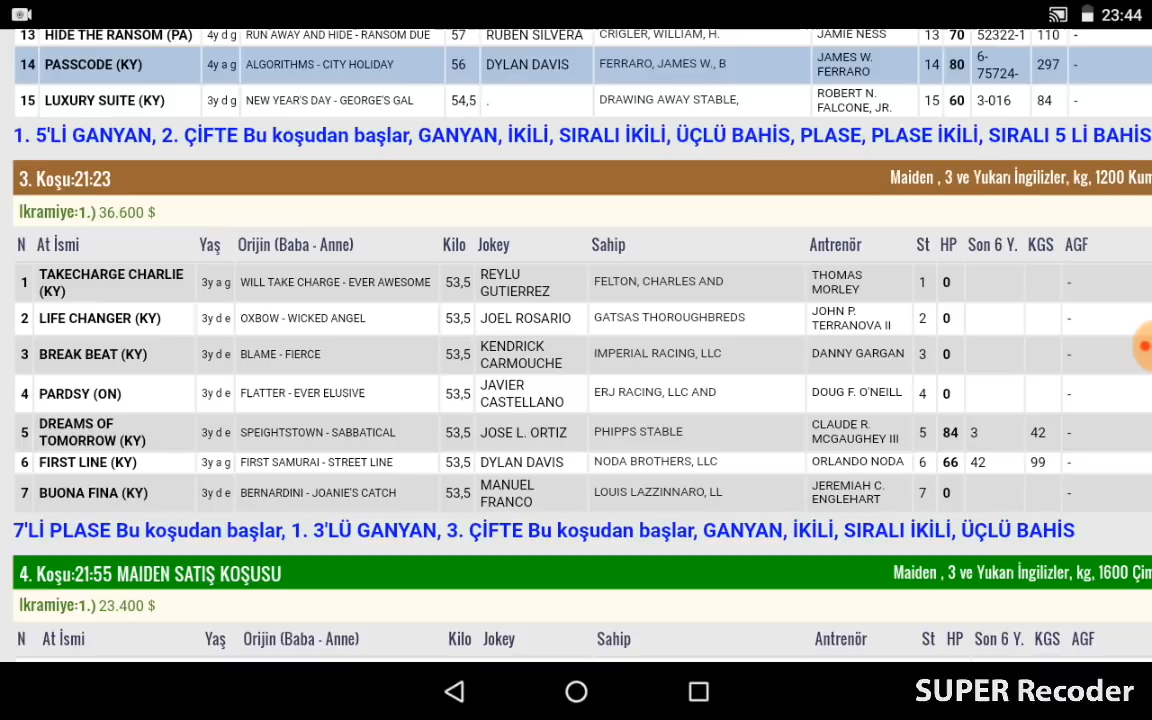 23:44
13 HIDE THE RANSOM (PA) 4y d g RUN AWAY AND HIDE - RANSOM DUE 57 RUBEN SILVERA CRIGLER, WILLIAM, H. JAMIE NESS 13 70 52322-1 110 -
14 PASSCODE (KY) 4y a g ALGORITHMS - CITY HOLIDAY 56 DYLAN DAVIS FERRARO, JAMES W., B JAMES W. FERRARO 14 80 6-75724- 297 -
15 LUXURY SUITE (KY) 3y d g NEW YEAR'S DAY - GEORGE'S GAL 54,5 . DRAWING AWAY STABLE, ROBERT N. FALCONE, JR. 15 60 3-016 84 -
1. 5'Lİ GANYAN, 2. ÇİFTE Bu koşudan başlar, GANYAN, İKİLİ, SIRALI İKİLİ, ÜÇLÜ BAHİS, PLASE, PLASE İKİLİ, SIRALI 5 Lİ BAHİS
3. Koşu:21:23 Maiden , 3 ve Yukarı İngilizler, kg, 1200 Kum
İkramiye:1.) 36.600 $
N At İsmi Yaş Orijin (Baba - Anne) Kilo Jokey Sahip Antrenör St HP Son 6 Y. KGS AGF
1 TAKECHARGE CHARLIE (KY) 3y a g WILL TAKE CHARGE - EVER AWESOME 53,5 REYLU GUTIERREZ FELTON, CHARLES AND THOMAS MORLEY 1 0 -
2 LIFE CHANGER (KY) 3y d e OXBOW - WICKED ANGEL 53,5 JOEL ROSARIO GATSAS THOROUGHBREDS JOHN P. TERRANOVA II 2 0 -
3 BREAK BEAT (KY) 3y d e BLAME - FIERCE 53,5 KENDRICK CARMOUCHE IMPERIAL RACING, LLC DANNY GARGAN 3 0 -
4 PARDSY (ON) 3y d e FLATTER - EVER ELUSIVE 53,5 JAVIER CASTELLANO ERJ RACING, LLC AND DOUG F. O'NEILL 4 0 -
5 DREAMS OF TOMORROW (KY) 3y d e SPEIGHTSTOWN - SABBATICAL 53,5 JOSE L. ORTIZ PHIPPS STABLE CLAUDE R. MCGAUGHEY III 5 84 3 42 -
6 FIRST LINE (KY) 3y a g FIRST SAMURAI - STREET LINE 53,5 DYLAN DAVIS NODA BROTHERS, LLC ORLANDO NODA 6 66 42 99 -
7 BUONA FINA (KY) 3y d e BERNARDINI - JOANIE'S CATCH 53,5 MANUEL FRANCO LOUIS LAZZINNARO, LL JEREMIAH C. ENGLEHART 7 0 -
7'Lİ PLASE Bu koşudan başlar, 1. 3'LÜ GANYAN, 3. ÇİFTE Bu koşudan başlar, GANYAN, İKİLİ, SIRALI İKİLİ, ÜÇLÜ BAHİS
4. Koşu:21:55 MAIDEN SATIŞ KOŞUSU Maiden , 3 ve Yukarı İngilizler, kg, 1600 Çim
İkramiye:1.) 23.400 $
N At İsmi Yaş Orijin (Baba - Anne) Kilo Jokey Sahip Antrenör St HP Son 6 Y. KGS AGF
SUPER Recoder